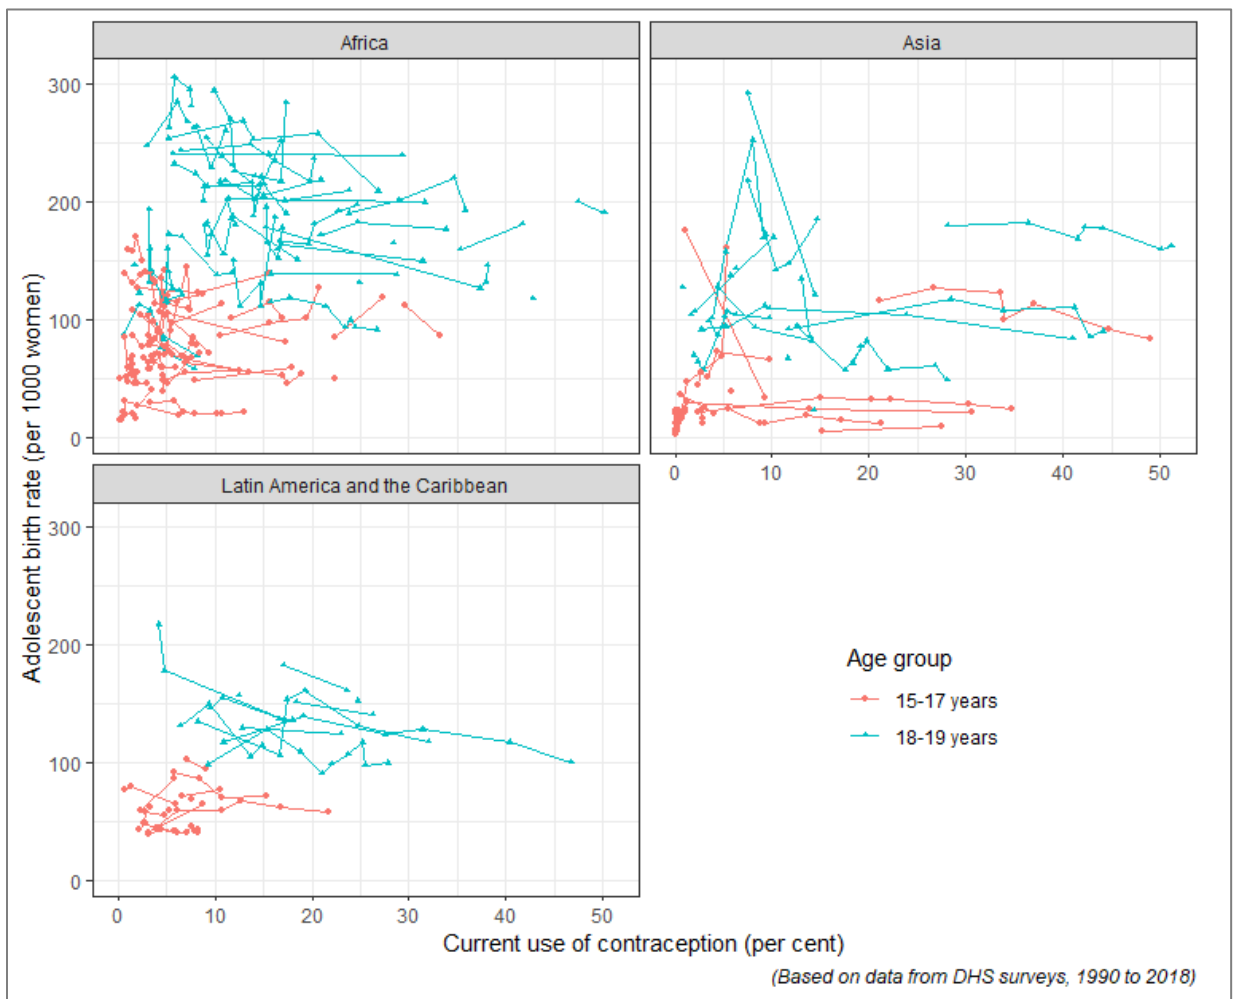 Africa
Asia
300
200
100
0
0 10 20 30 40 50
Latin America and the Caribbean
300
200
100
0
0 10 20 30 40 50
Adolescent birth rate (per 1000 women)
Current use of contraception (per cent)
Age group
15-17 years
18-19 years
(Based on data from DHS surveys, 1990 to 2018)